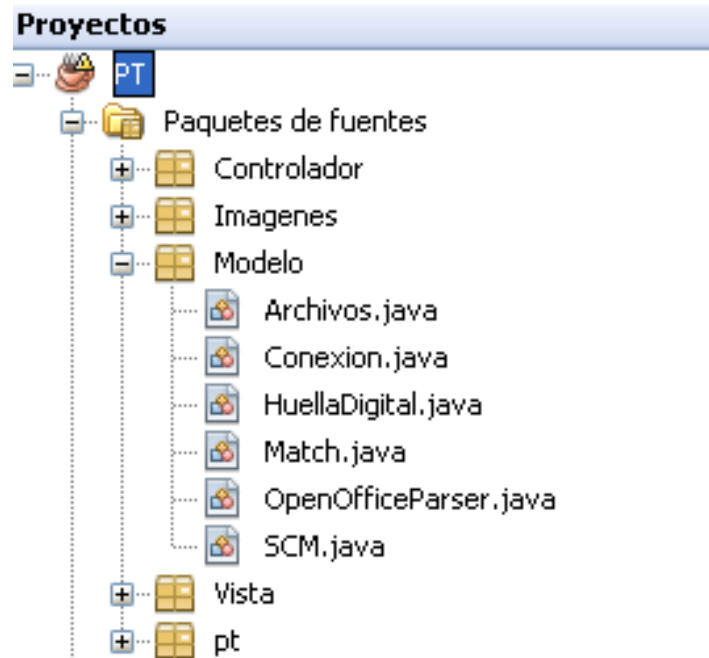 Proyectos
PT
Paquetes de fuentes
Controlador
Imagenes
Modelo
Archivos.java
Conexion.java
HuellaDigital.java
Match.java
OpenOfficeParser.java
SCM.java
Vista
pt